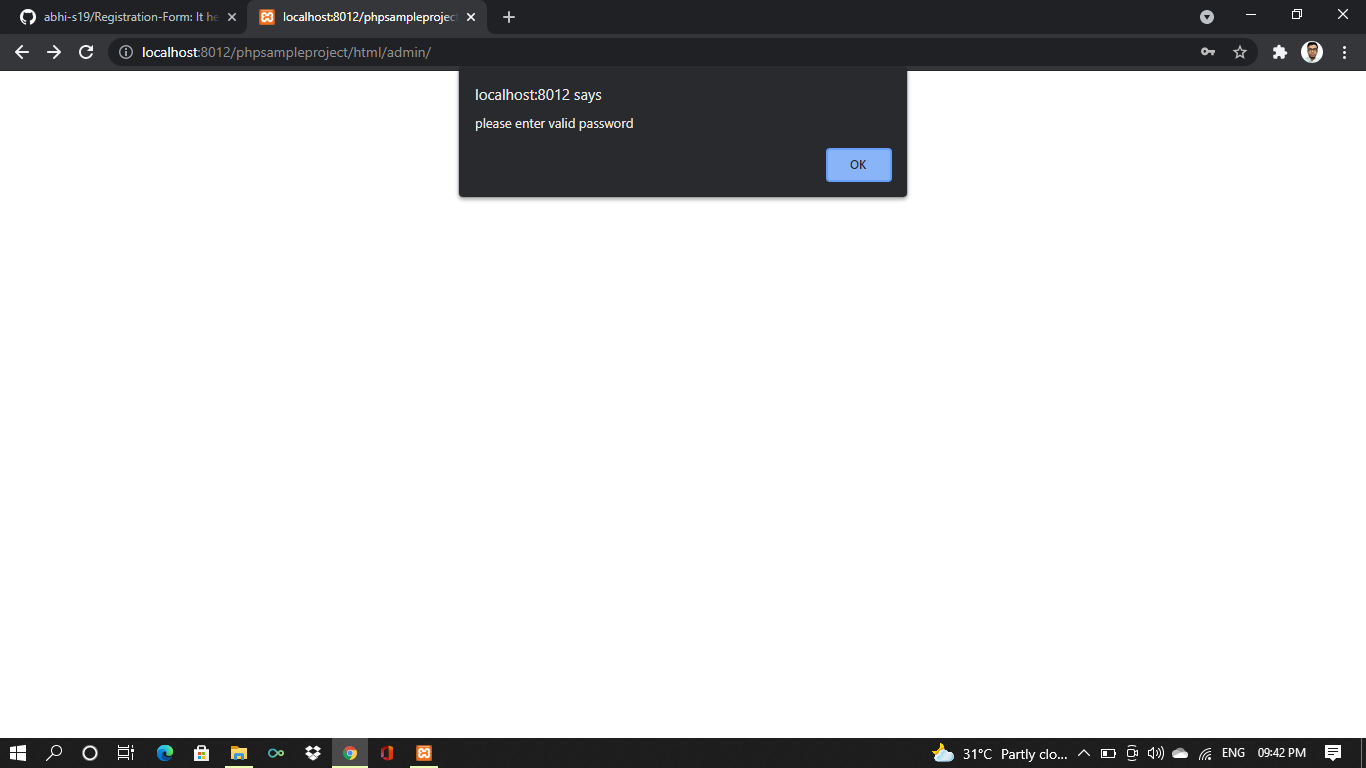 abhi-s19/Registration-Form: It he
localhost:8012/phpsampleproject
localhost:8012/phpsampleproject/html/admin/
localhost:8012 says
please enter valid password
OK
31°C Partly clo...
ENG
09:42 PM